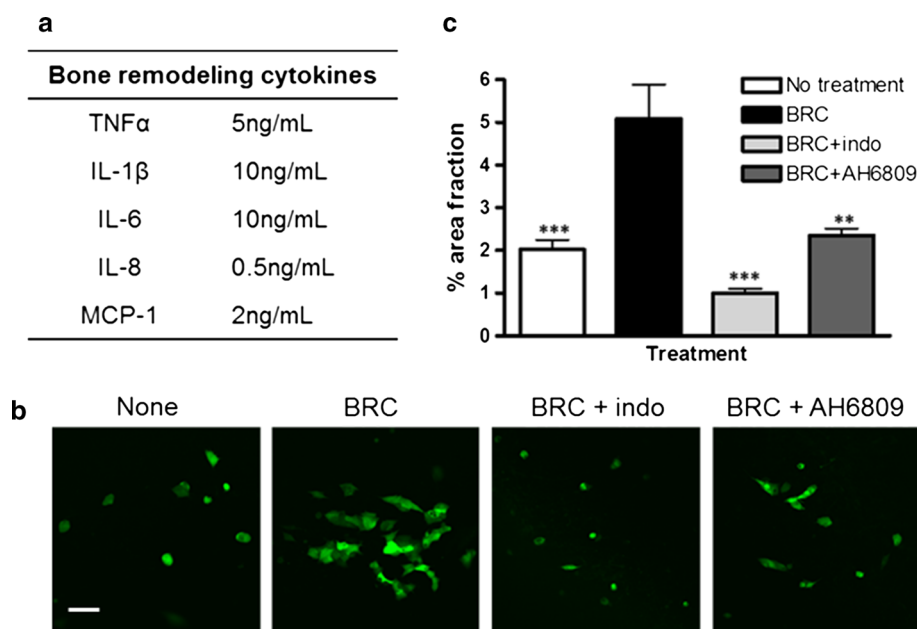 a
Bone remodeling cytokines
TNFα 5ng/mL
IL-1β 10ng/mL
IL-6 10ng/mL
IL-8 0.5ng/mL
MCP-1 2ng/mL
c
% area fraction
6
5
4
3
2
1
0
***
***
**
No treatment
BRC
BRC+indo
BRC+AH6809
Treatment
b
None
BRC
BRC + indo
BRC + AH6809